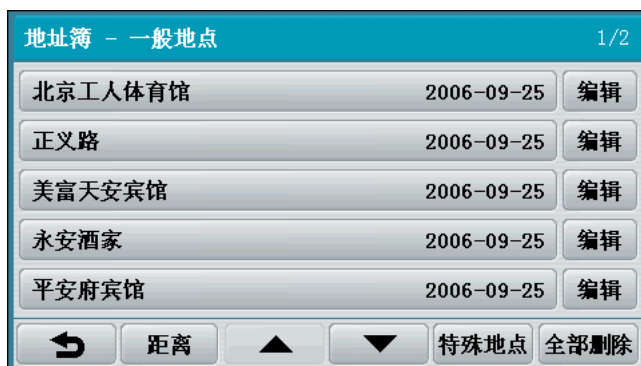 地址簿 - 一般地点 1/2
北京工人体育馆 2006-09-25 编辑
正义路 2006-09-25 编辑
美富天安宾馆 2006-09-25 编辑
永安酒家 2006-09-25 编辑
平安府宾馆 2006-09-25 编辑
距离 特殊地点 全部删除